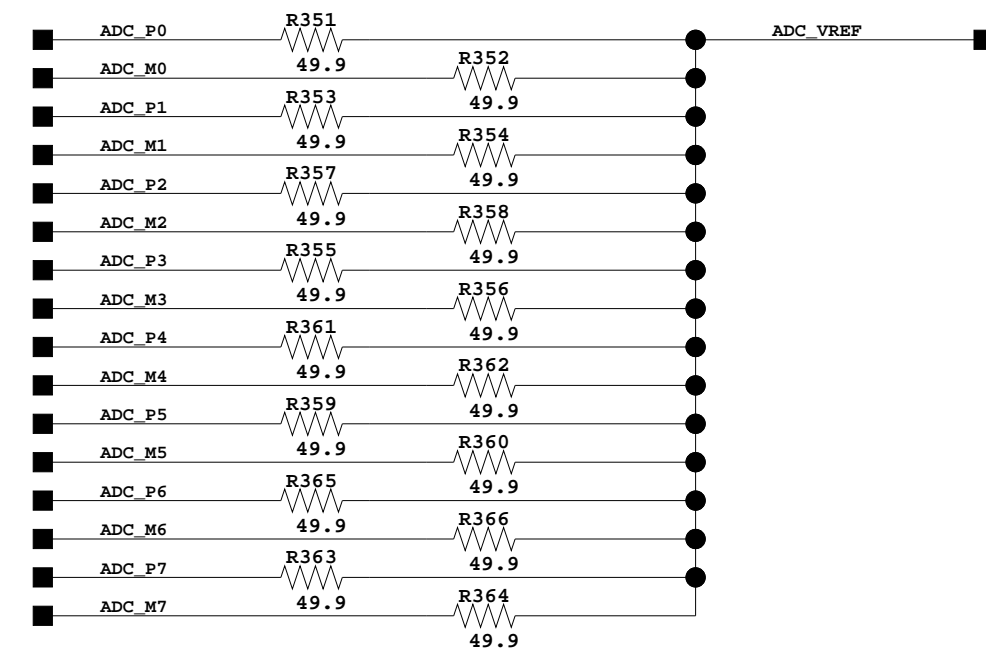 ADC_P0 R351 49.9 ADC_VREF
ADC_M0 R352 49.9
ADC_P1 R353 49.9
ADC_M1 R354 49.9
ADC_P2 R357 49.9
ADC_M2 R358 49.9
ADC_P3 R355 49.9
ADC_M3 R356 49.9
ADC_P4 R361 49.9
ADC_M4 R362 49.9
ADC_P5 R359 49.9
ADC_M5 R360 49.9
ADC_P6 R365 49.9
ADC_M6 R366 49.9
ADC_P7 R363 49.9
ADC_M7 R364 49.9